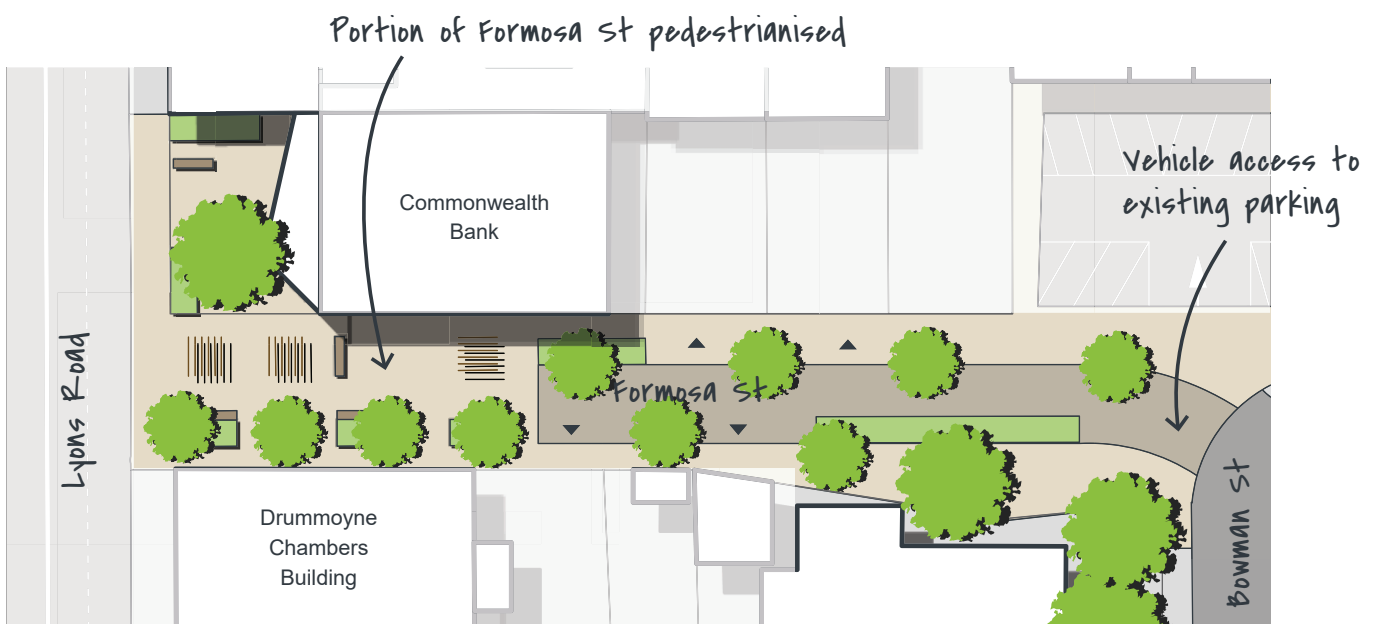 Portion of Formosa St pedestrianised
Vehicle access to
existing parking
Commonwealth
Bank
Lyons Road
Formosa St
Drummoyne
Chambers
Building
Bowman St